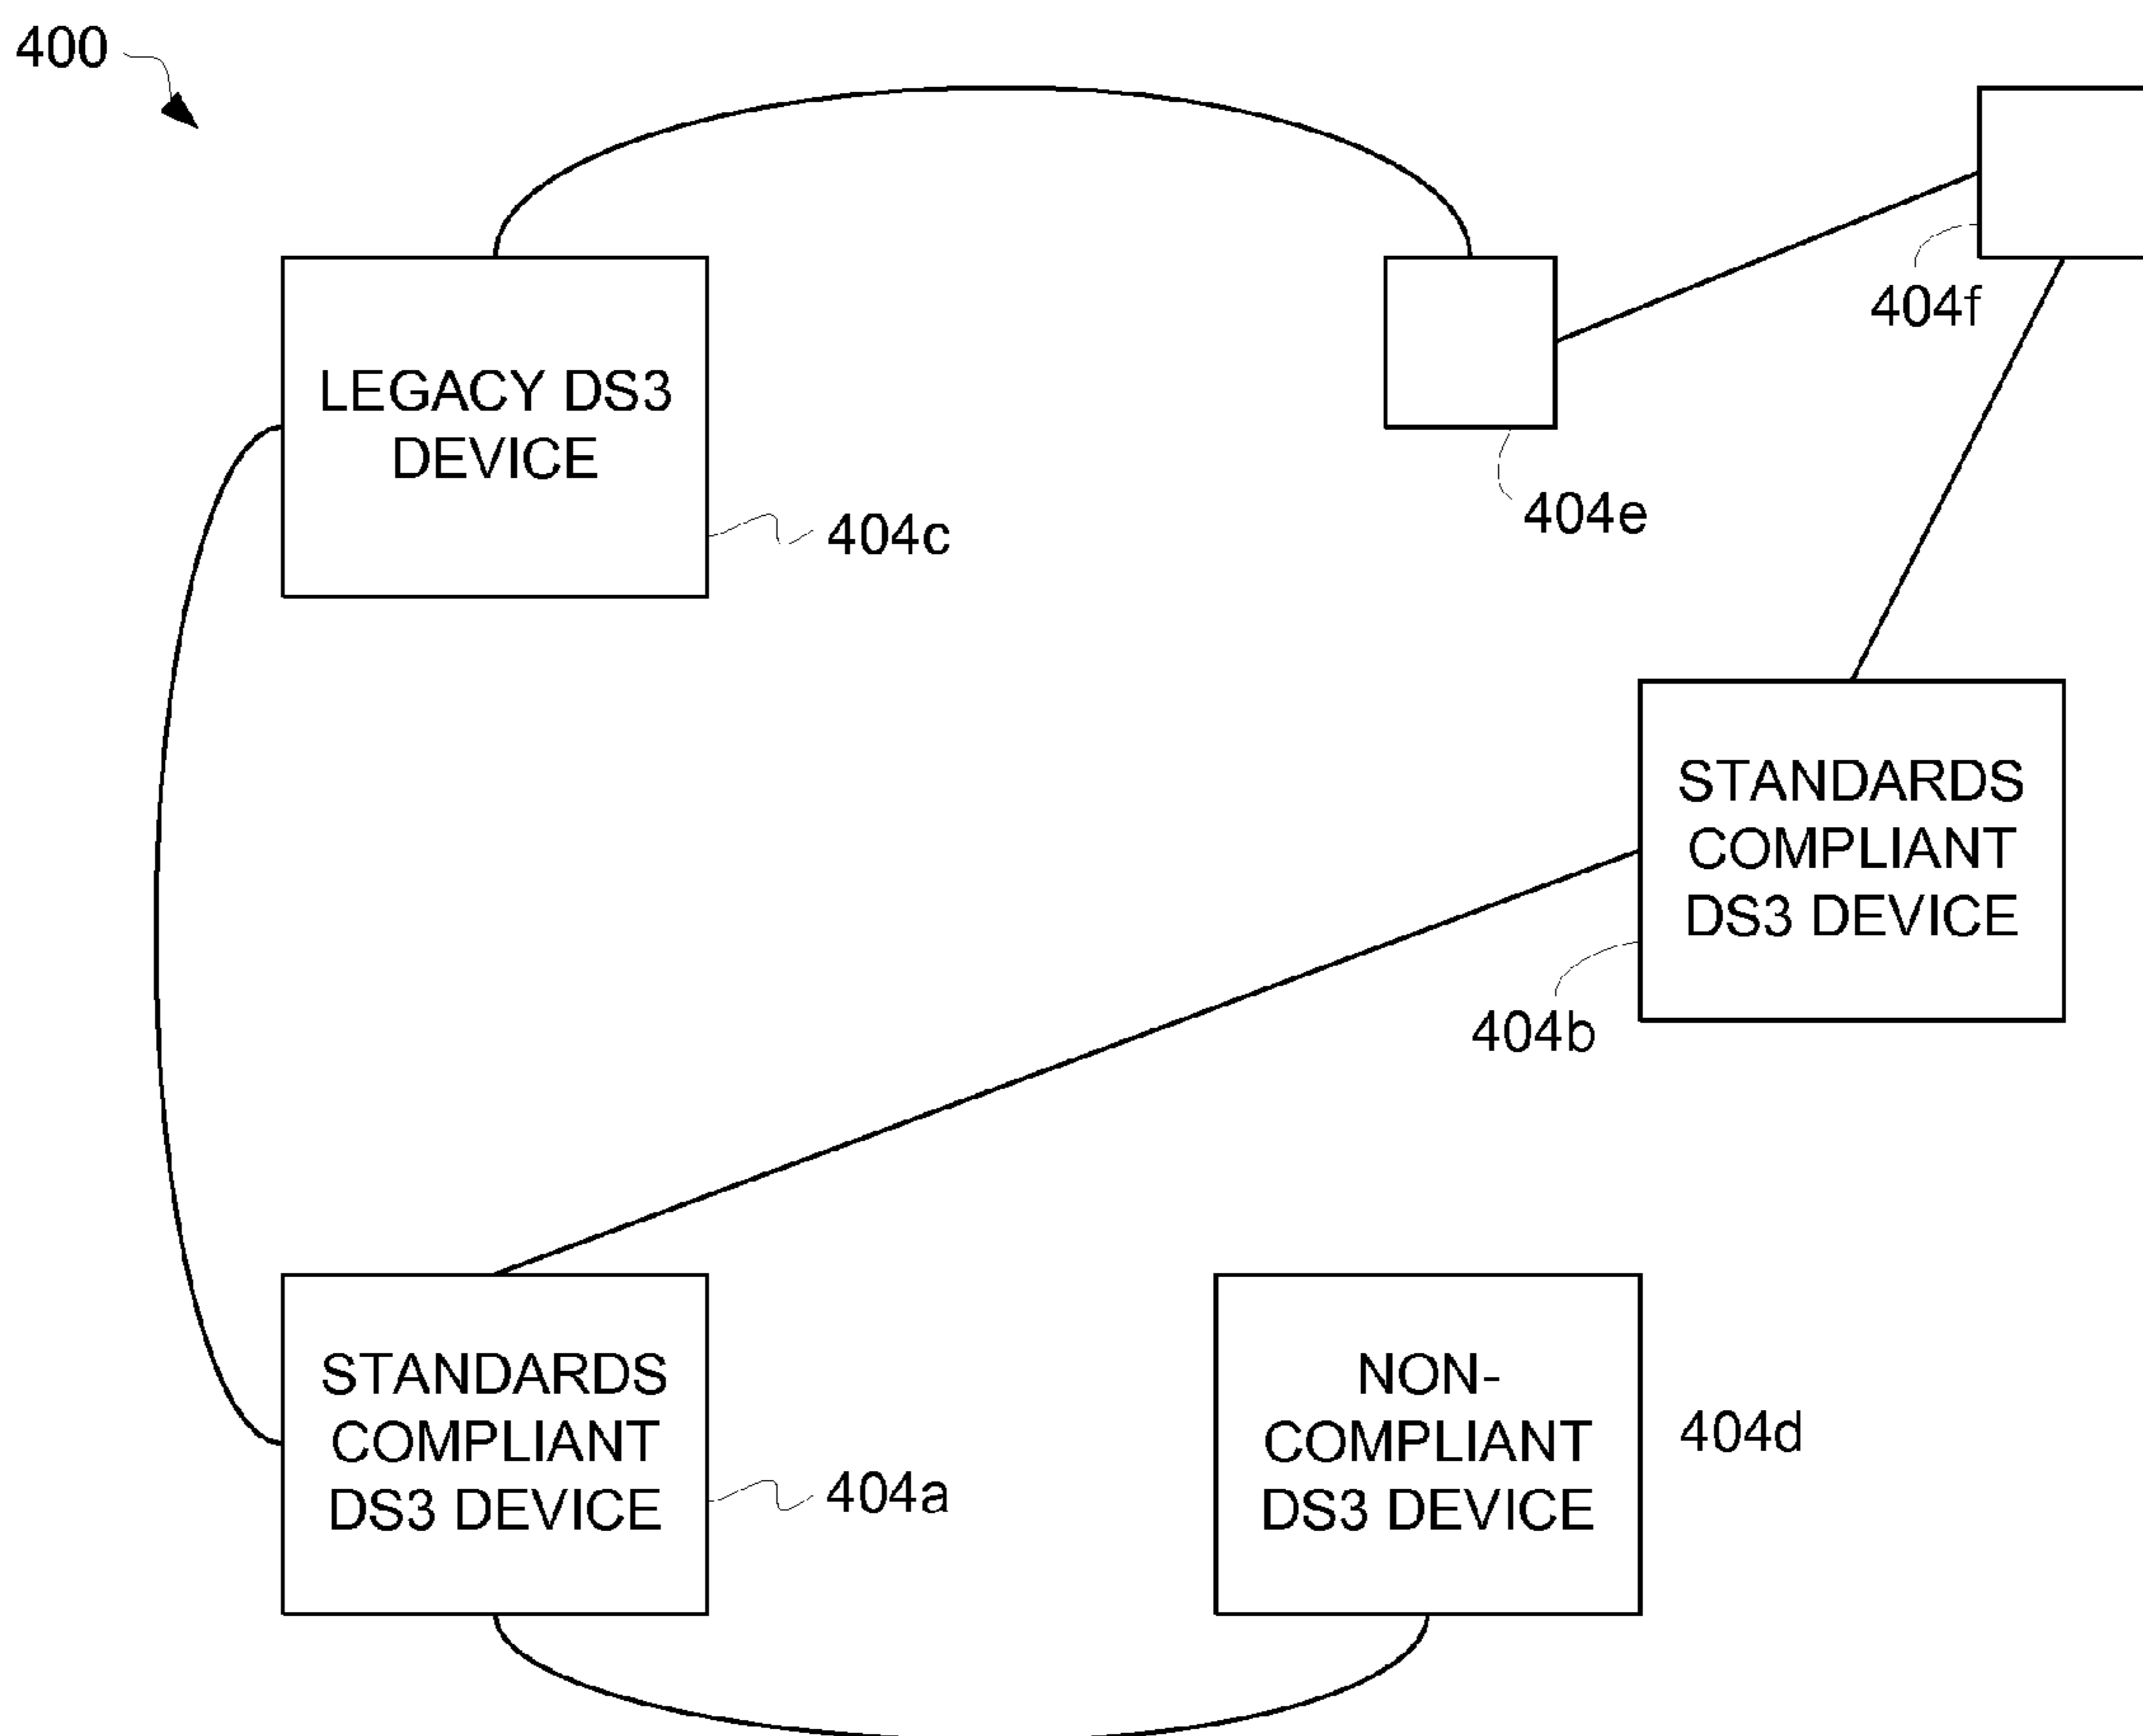 400
LEGACY DS3
DEVICE
404c
404e
404f
STANDARDS
COMPLIANT
DS3 DEVICE
404b
STANDARDS
COMPLIANT
DS3 DEVICE
404a
NON-
COMPLIANT
DS3 DEVICE
404d